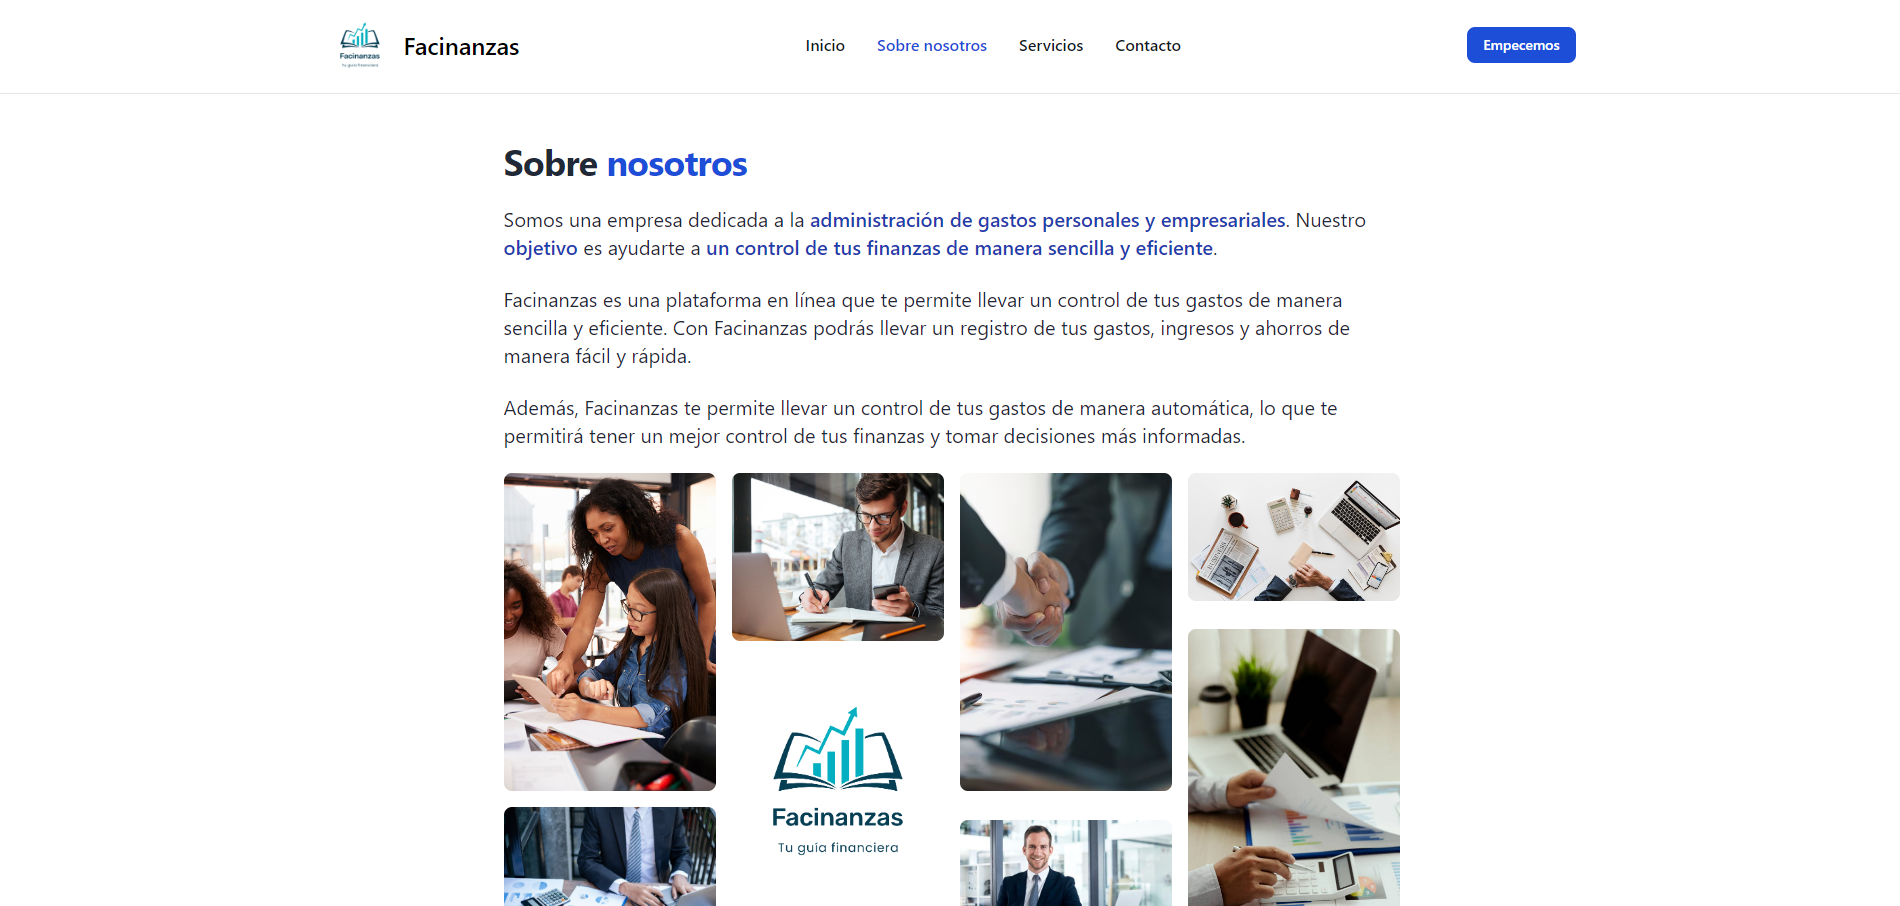 Facinanzas
Tu guía financiera
Facinanzas
Inicio
Sobre nosotros
Servicios
Contacto
Empecemos
Sobre nosotros
Somos una empresa dedicada a la administración de gastos personales y empresariales. Nuestro
objetivo es ayudarte a un control de tus finanzas de manera sencilla y eficiente.
Facinanzas es una plataforma en línea que te permite llevar un control de tus gastos de manera
sencilla y eficiente. Con Facinanzas podrás llevar un registro de tus gastos, ingresos y ahorros de
manera fácil y rápida.
Además, Facinanzas te permite llevar un control de tus gastos de manera automática, lo que te
permitirá tener un mejor control de tus finanzas y tomar decisiones más informadas.
BUSINESS
Facinanzas
Tu guía financiera